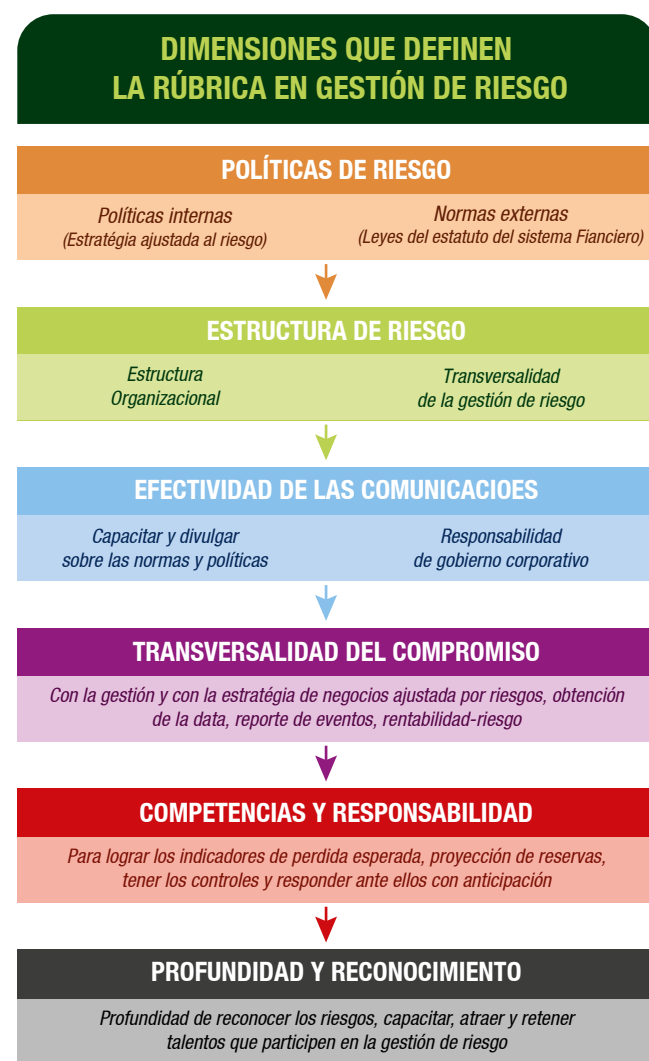 DIMENSIONES QUE DEFINEN
LA RÚBRICA EN GESTIÓN DE RIESGO
POLÍTICAS DE RIESGO
Políticas internas
(Estratégia ajustada al riesgo)
Normas externas
(Leyes del estatuto del sistema Fianciero)
ESTRUCTURA DE RIESGO
Estructura
Organizacional
Transversalidad
de la gestión de riesgo
EFECTIVIDAD DE LAS COMUNICACIOES
Capacitar y divulgar
sobre las normas y políticas
Responsabilidad
de gobierno corporativo
TRANSVERSALIDAD DEL COMPROMISO
Con la gestión y con la estratégia de negocios ajustada por riesgos, obtención
de la data, reporte de eventos, rentabilidad-riesgo
COMPETENCIAS Y RESPONSABILIDAD
Para lograr los indicadores de perdida esperada, proyección de reservas,
tener los controles y responder ante ellos con anticipación
PROFUNDIDAD Y RECONOCIMIENTO
Profundidad de reconocer los riesgos, capacitar, atraer y retener
talentos que participen en la gestión de riesgo